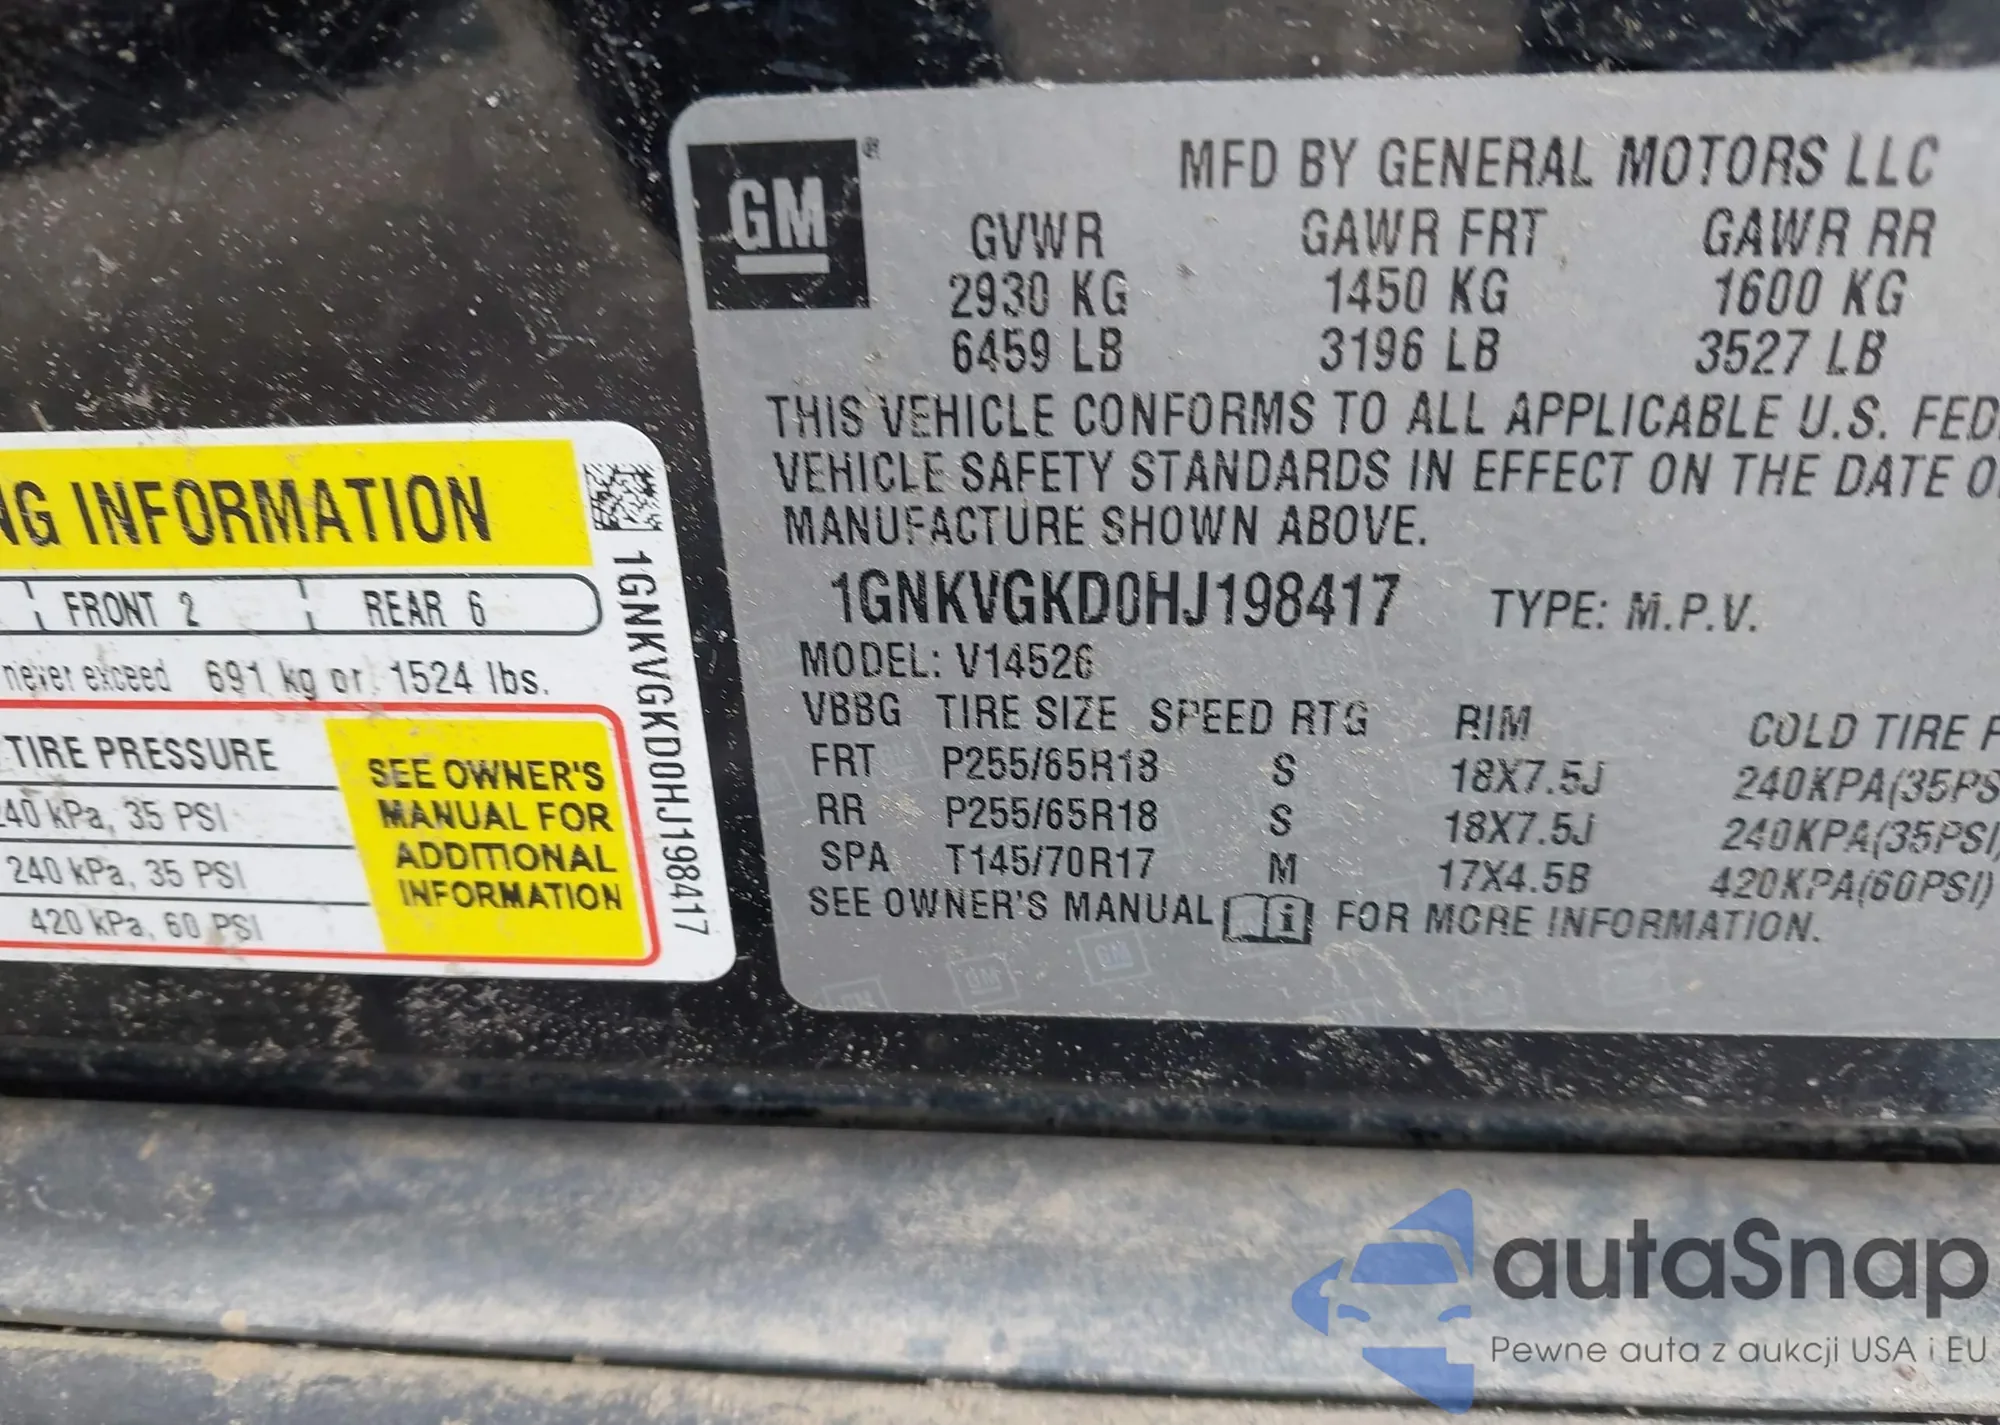 GM ®
MFD BY GENERAL MOTORS LLC
GVWR GAWR FRT GAWR RR
2930 KG 1450 KG 1600 KG
6459 LB 3196 LB 3527 LB
THIS VEHICLE CONFORMS TO ALL APPLICABLE U.S. FED
VEHICLE SAFETY STANDARDS IN EFFECT ON THE DATE O
MANUFACTURE SHOWN ABOVE.
1GNKVGKD0HJ198417 TYPE: M.P.V.
MODEL: V14526
VBBG TIRE SIZE SPEED RTG RIM COLD TIRE P
FRT P255/65R18 S 18X7.5J 240KPA(35PS
RR P255/65R18 S 18X7.5J 240KPA(35PSI)
SPA T145/70R17 M 17X4.5B 420KPA(60PSI)
SEE OWNER'S MANUAL FOR MORE INFORMATION.
NG INFORMATION
FRONT 2 REAR 6
never exceed 691 kg or 1524 lbs.
TIRE PRESSURE
240 kPa, 35 PSI
240 kPa, 35 PSI
420 kPa, 60 PSI
SEE OWNER'S
MANUAL FOR
ADDITIONAL
INFORMATION
1GNKVGKD0HJ198417
autaSnap
Pewne auta z aukcji USA i EU